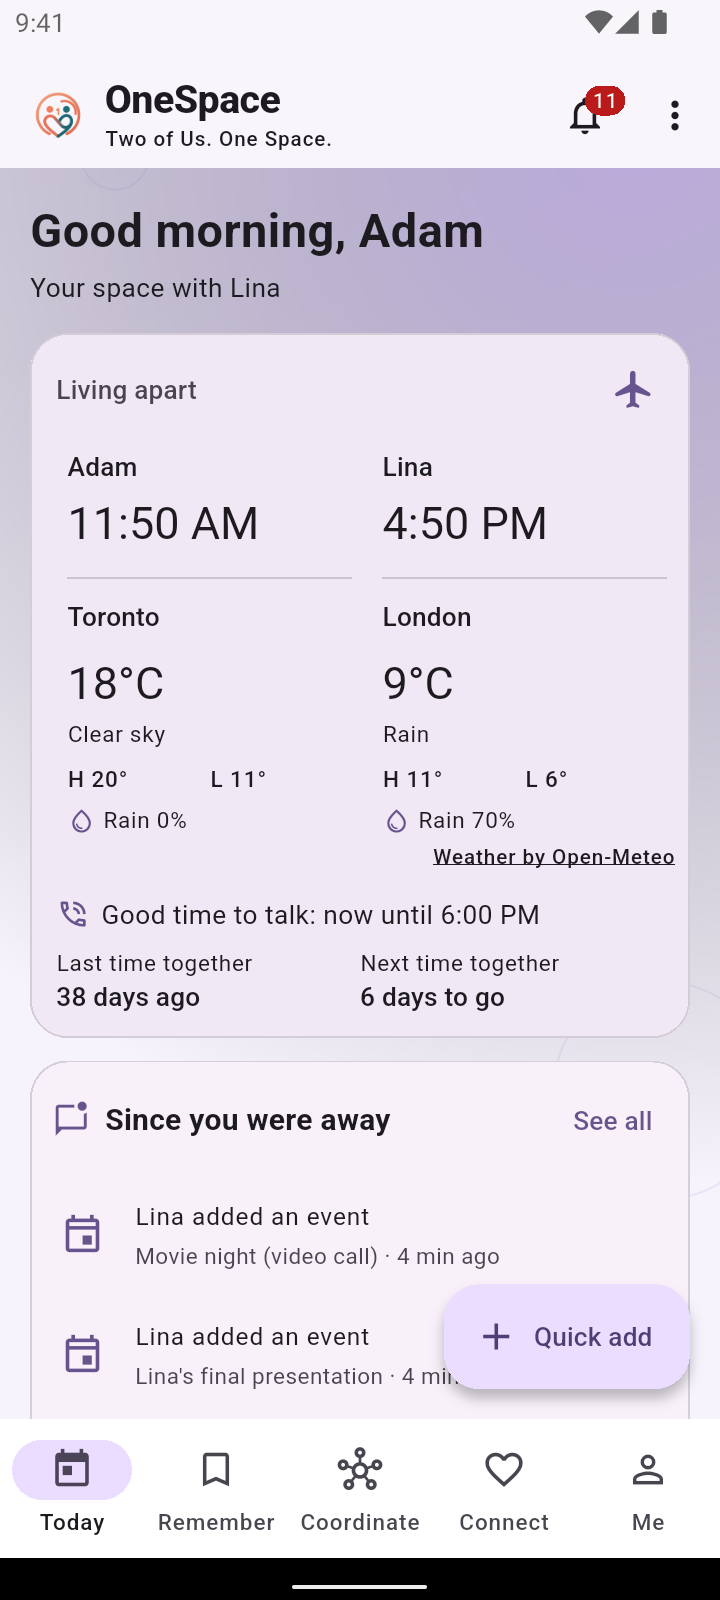 9:41
OneSpace
Two of Us. One Space.
11
Good morning, Adam
Your space with Lina
Living apart
Adam
11:50 AM
Lina
4:50 PM
Toronto
18°C
Clear sky
H 20° L 11°
Rain 0%
London
9°C
Rain
H 11° L 6°
Rain 70%
Weather by Open-Meteo
Good time to talk: now until 6:00 PM
Last time together
38 days ago
Next time together
6 days to go
Since you were away
See all
Lina added an event
Movie night (video call) · 4 min ago
Lina added an event
Lina's final presentation · 4 min
Quick add
Today
Remember
Coordinate
Connect
Me